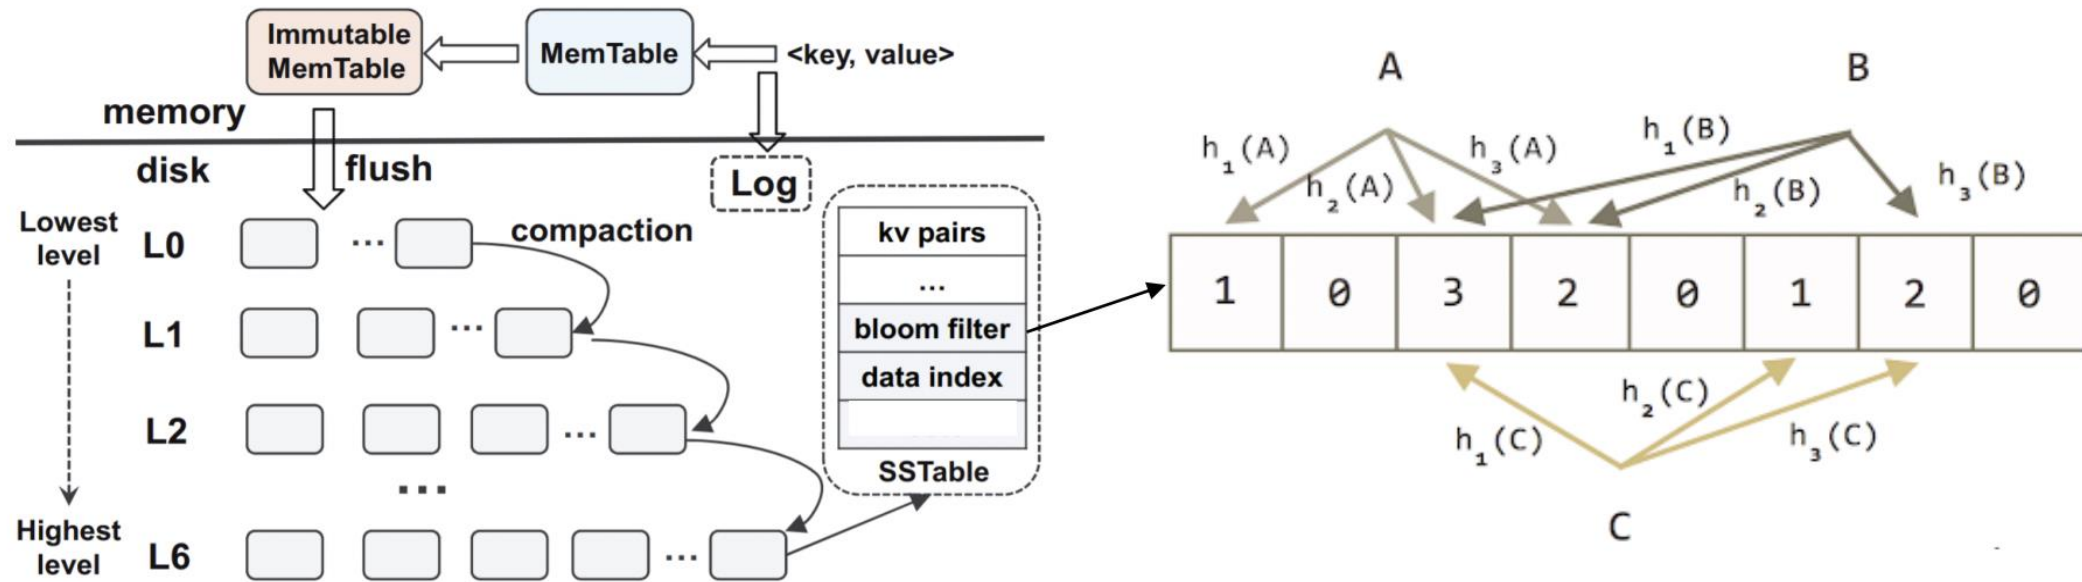 Immutable
MemTable
MemTable
<key, value>
memory
disk
flush
Log
Lowest
level
L0
...
compaction
L1
...
L2
...
...
Highest
level
L6
...
kv pairs
...
bloom filter
data index
SSTable
A
B
h₁(A)
h₂(A)
h₃(A)
h₁(B)
h₂(B)
h₃(B)
1 0 3 2 0 1 2 0
h₁(C)
h₂(C)
h₃(C)
C